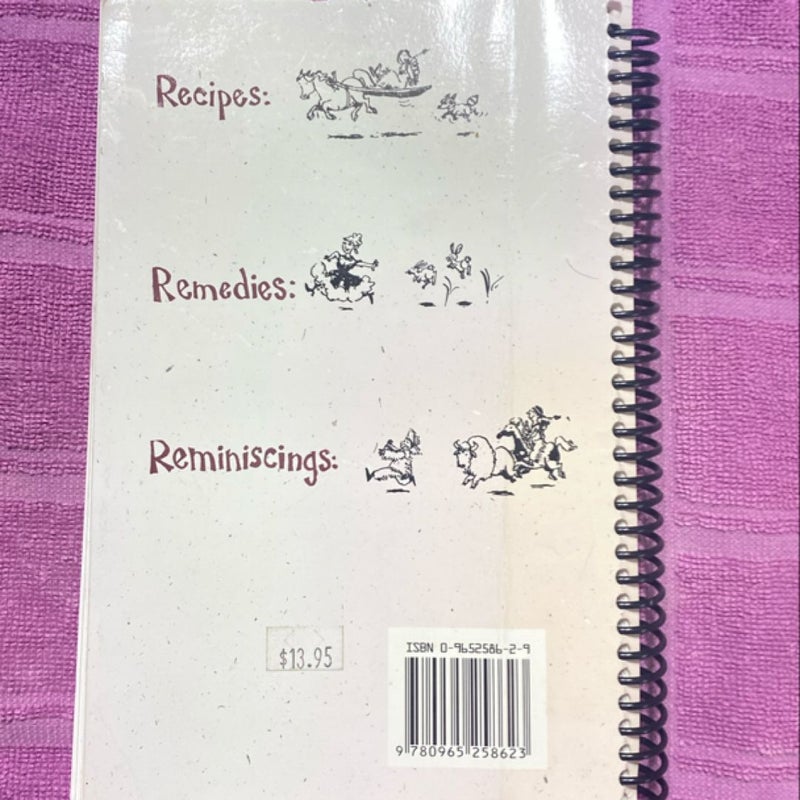 Recipes:
Remedies:
Reminiscings:
$13.95
ISBN 0-9652586-2-9
9 780965 258623